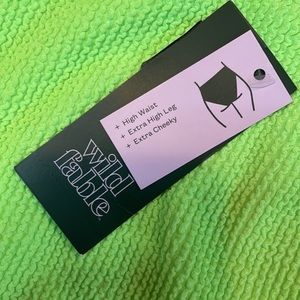 + High Waist
+ Extra High Leg
+ Extra Cheeky
wild
fable